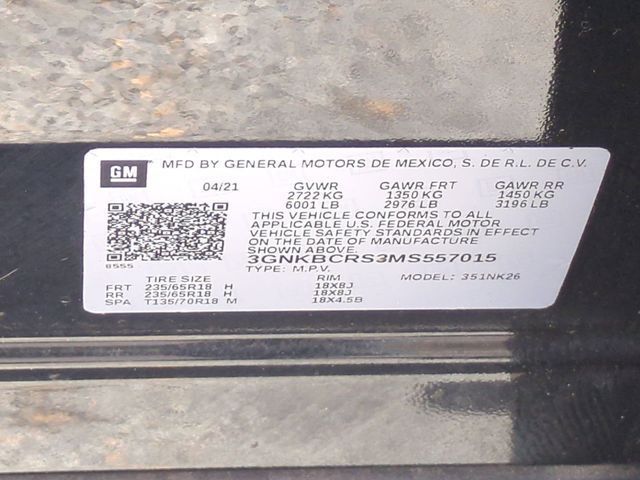 GM MFD BY GENERAL MOTORS DE MEXICO, S. DE R.L. DE C.V.
04/21 GVWR GAWR FRT GAWR RR
2722 KG 1350 KG 1450 KG
6001 LB 2976 LB 3196 LB
THIS VEHICLE CONFORMS TO ALL
APPLICABLE U.S. FEDERAL MOTOR
VEHICLE SAFETY STANDARDS IN EFFECT
ON THE DATE OF MANUFACTURE
SHOWN ABOVE.
3GNKBCRS3MS557015
8555 TYPE: M.P.V. MODEL: 351NK26
TIRE SIZE RIM
FRT 235/65R18 H 18X8J
RR 235/65R18 H 18X8J
SPA T135/70R18 M 18X4.5B